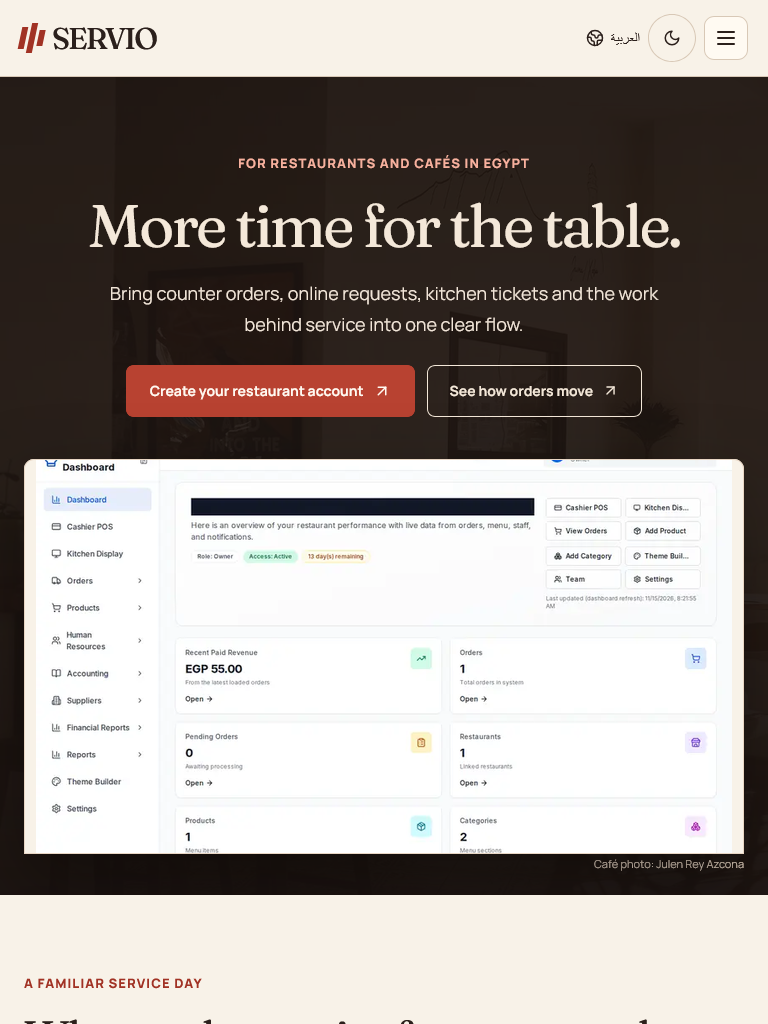 SERVIO
العربية
FOR RESTAURANTS AND CAFÉS IN EGYPT
More time for the table.
Bring counter orders, online requests, kitchen tickets and the work
behind service into one clear flow.
Create your restaurant account
See how orders move
Dashboard
Dashboard
Cashier POS
Kitchen Display
Orders
Products
Human
Resources
Accounting
Suppliers
Financial Reports
Reports
Theme Builder
Settings
Here is an overview of your restaurant performance with live data from orders, menu, staff,
and notifications.
Role: Owner
Access: Active
13 day(s) remaining
Cashier POS
Kitchen Dis...
View Orders
Add Product
Add Category
Theme Buil...
Team
Settings
Last updated (dashboard refresh): 11/15/2026, 8:21:55
AM
Recent Paid Revenue
EGP 55.00
From the latest loaded orders
Open →
Orders
1
Total orders in system
Open →
Pending Orders
0
Awaiting processing
Open →
Restaurants
1
Linked restaurants
Open →
Products
1
Menu items
Categories
2
Menu sections
Café photo: Julen Rey Azcona
A FAMILIAR SERVICE DAY